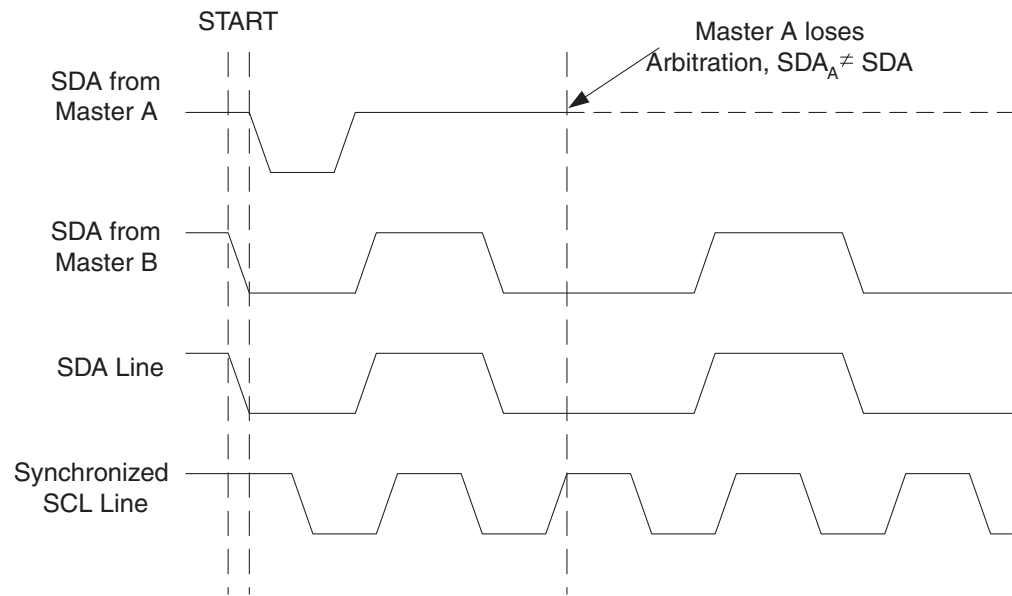 START
Master A loses
Arbitration, SDA_A ≠ SDA
SDA from
Master A
SDA from
Master B
SDA Line
Synchronized
SCL Line